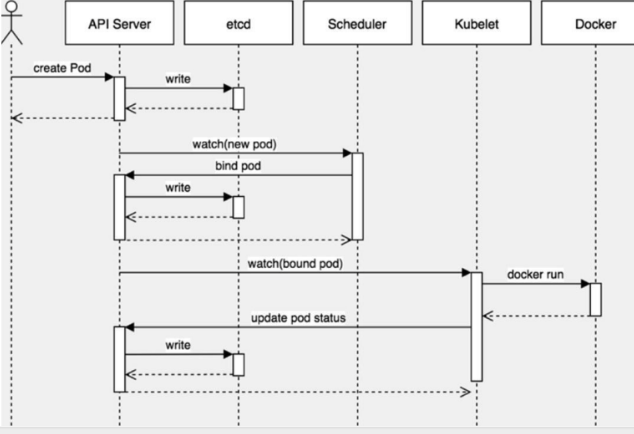 API Server
etcd
Scheduler
Kubelet
Docker
create Pod
write
watch(new pod)
bind pod
write
watch(bound pod)
docker run
update pod status
write